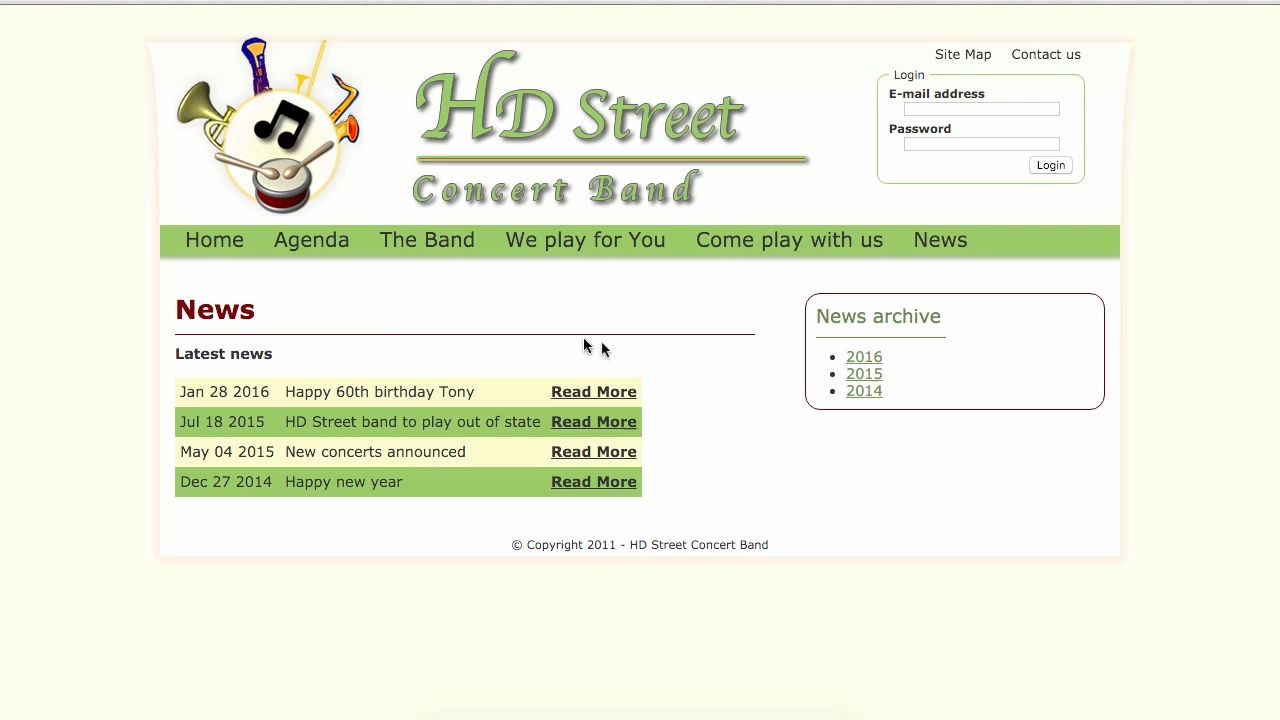 Site Map Contact us
HD Street
Concert Band
Login
E-mail address
Password
Login
Home Agenda The Band We play for You Come play with us News
News
Latest news
Jan 28 2016 Happy 60th birthday Tony Read More
Jul 18 2015 HD Street band to play out of state Read More
May 04 2015 New concerts announced Read More
Dec 27 2014 Happy new year Read More
News archive
2016
2015
2014
© Copyright 2011 - HD Street Concert Band